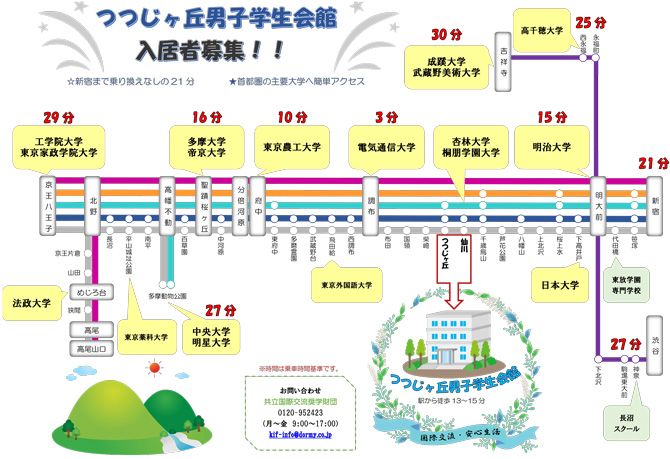 つつじヶ丘男子学生会館
入居者募集！！
☆新宿まで乗り換えなしの21分
★首都圏の主要大学へ簡単アクセス
30分
成蹊大学
武蔵野美術大学
吉祥寺
25分
高千穂大学
西永福
永福町
29分
工学院大学
東京家政学院大学
16分
多摩大学
帝京大学
10分
東京農工大学
3分
電気通信大学
杏林大学
桐朋学園大学
15分
明治大学
21分
京王八王子
北野
長沼
平山城址公園
南平
高幡不動
百草園
聖蹟桜ヶ丘
中河原
分倍河原
府中
東府中
多磨霊園
武蔵野台
飛田給
西調布
調布
布田
国領
柴崎
つつじヶ丘
仙川
千歳烏山
芦花公園
八幡山
上北沢
桜上水
下高井戸
明大前
代田橋
笹塚
新宿
京王片倉
山田
めじろ台
狭間
高尾
高尾山口
法政大学
東京薬科大学
多摩動物公園
27分
中央大学
明星大学
東京外国語大学
日本大学
東放学園
専門学校
下北沢
駒場東大前
神泉
渋谷
27分
長沼
スクール
※時間は乗車時間基準です。
お問い合わせ
共立国際交流奨学財団
0120-952423
(月～金 9:00～17:00)
kif-info@dormy.co.jp
つつじヶ丘男子学生会館
駅から徒歩13～15分
国際交流・安心生活